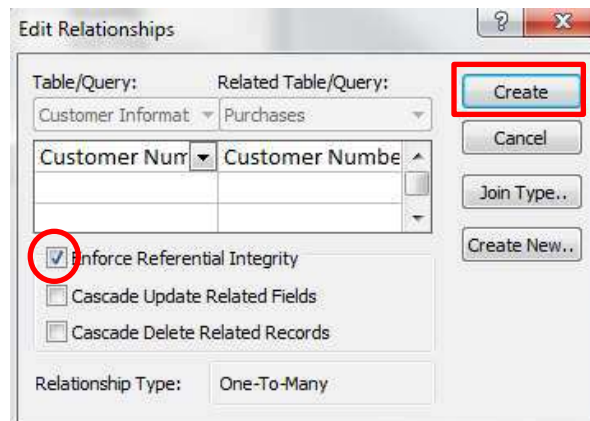 Edit Relationships
?
X
Table/Query: Related Table/Query:
Create
Customer Informat Purchases
Cancel
Customer Num Customer Numbe
Join Type..
Enforce Referential Integrity
Create New..
Cascade Update Related Fields
Cascade Delete Related Records
Relationship Type: One-To-Many